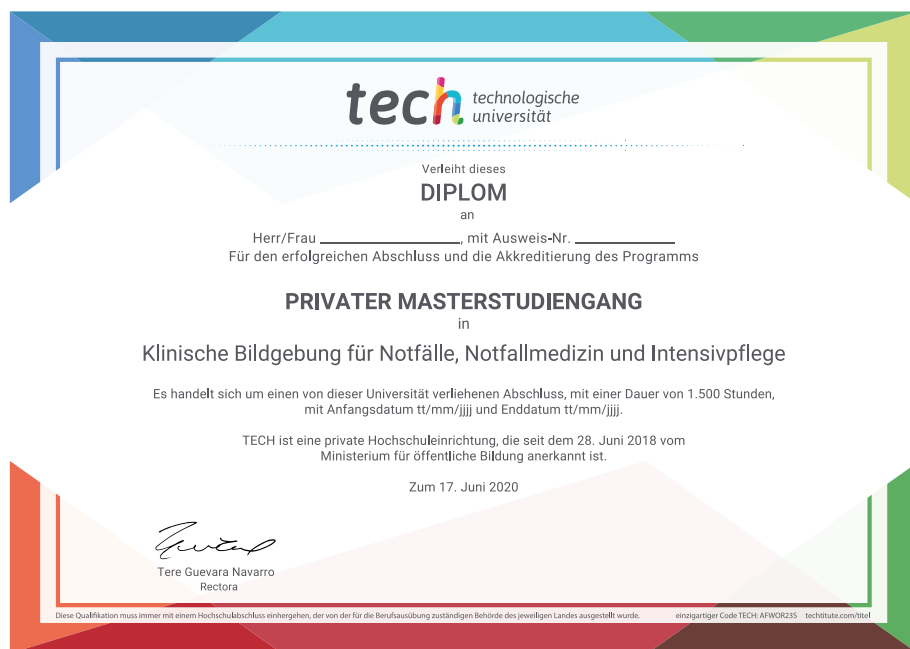 tech technologische
universität
Verleiht dieses
DIPLOM
an
Herr/Frau ____________, mit Ausweis-Nr. ____________
Für den erfolgreichen Abschluss und die Akkreditierung des Programms
PRIVATER MASTERSTUDIENGANG
in
Klinische Bildgebung für Notfälle, Notfallmedizin und Intensivpflege
Es handelt sich um einen von dieser Universität verliehenen Abschluss, mit einer Dauer von 1.500 Stunden,
mit Anfangsdatum tt/mm/jjjj und Enddatum tt/mm/jjjj.
TECH ist eine private Hochschuleinrichtung, die seit dem 28. Juni 2018 vom
Ministerium für öffentliche Bildung anerkannt ist.
Zum 17. Juni 2020
Tere Guevara Navarro
Rectora
Diese Qualifikation muss immer mit einem Hochschulabschluss einhergehen, der von der für die Berufsausübung zuständigen Behörde des jeweiligen Landes ausgestellt wurde. einzigartiger Code TECH: AFWOR23S techtitute.com/titel